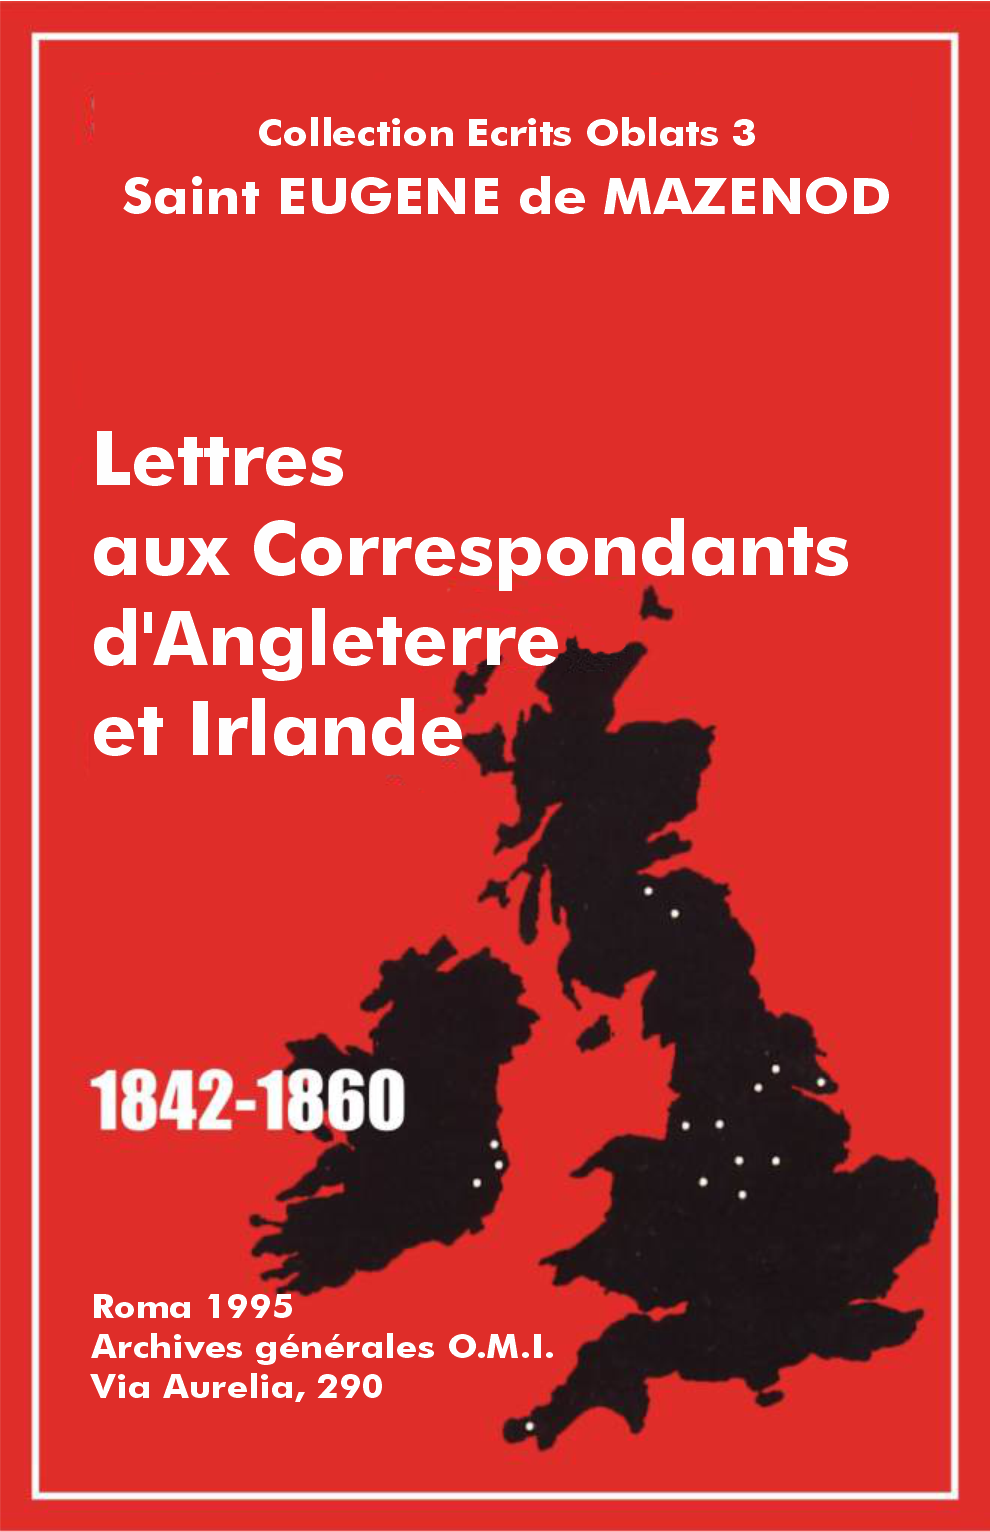 Collection Ecrits Oblats 3
Saint EUGENE de MAZENOD
Lettres
aux Correspondants
d'Angleterre
et Irlande
1842-1860
Roma 1995
Archives générales O.M.I.
Via Aurelia, 290